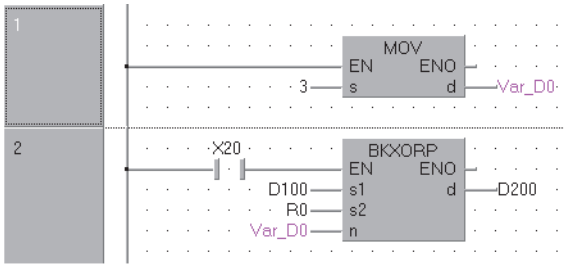 1
MOV
EN ENO
3 s d Var_D0
2
X20
BKXORP
EN ENO
D100 s1 d D200
R0 s2
Var_D0 n